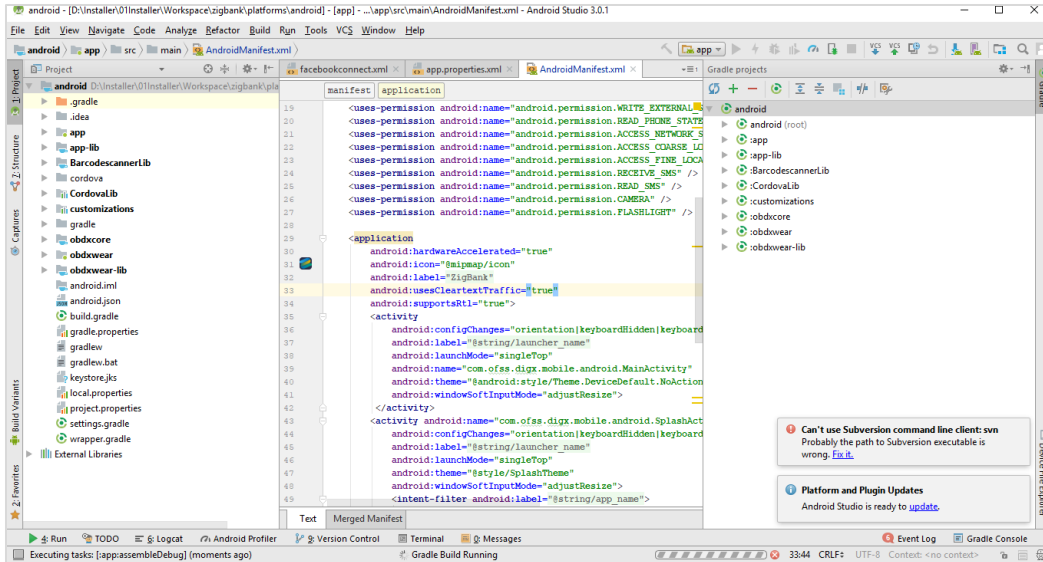 android - [D:\Installer\01Installer\Workspace\zigbank\platforms\android] - [app] - ...\app\src\main\AndroidManifest.xml - Android Studio 3.0.1
File Edit View Navigate Code Analyze Refactor Build Run Tools VCS Window Help
android app src main AndroidManifest.xml
app
VCS VCS
1: Project
Z: Structure
Captures
Build Variants
2: Favorites
Project
android D:\Installer\01Installer\Workspace\zigbank\pla
.gradle
.idea
app
app-lib
BarcodescannerLib
cordova
CordovaLib
customizations
gradle
obdxcore
obdxwear
obdxwear-lib
android.iml
android.json
build.gradle
gradle.properties
gradlew
gradlew.bat
keystore.jks
local.properties
project.properties
settings.gradle
wrapper.gradle
External Libraries
facebookconnect.xml app.properties.xml AndroidManifest.xml
manifest application
19 <uses-permission android:name="android.permission.WRITE_EXTERNAL_S
20 <uses-permission android:name="android.permission.READ_PHONE_STATE
21 <uses-permission android:name="android.permission.ACCESS_NETWORK_S
22 <uses-permission android:name="android.permission.ACCESS_COARSE_LO
23 <uses-permission android:name="android.permission.ACCESS_FINE_LOCA
24 <uses-permission android:name="android.permission.RECEIVE_SMS" />
25 <uses-permission android:name="android.permission.READ_SMS" />
26 <uses-permission android:name="android.permission.CAMERA" />
27 <uses-permission android:name="android.permission.FLASHLIGHT" />
28
29 <application
30 android:hardwareAccelerated="true"
31 android:icon="@mipmap/icon"
32 android:label="ZigBank"
33 android:usesCleartextTraffic="true"
34 android:supportsRtl="true">
35 <activity
36 android:configChanges="orientation|keyboardHidden|keyboard
37 android:label="@string/launcher_name"
38 android:launchMode="singleTop"
39 android:name="com.ofss.digx.mobile.android.MainActivity"
40 android:theme="@android:style/Theme.DeviceDefault.NoAction
41 android:windowSoftInputMode="adjustResize">
42 </activity>
43 <activity android:name="com.ofss.digx.mobile.android.SplashAct
44 android:configChanges="orientation|keyboardHidden|keyboard
45 android:label="@string/launcher_name"
46 android:launchMode="singleTop"
47 android:theme="@style/SplashTheme"
48 android:windowSoftInputMode="adjustResize">
49 <intent-filter android:label="@string/app_name">
Text Merged Manifest
Gradle projects
android
android (root)
:app
:app-lib
:BarcodescannerLib
:CordovaLib
:customizations
:obdxcore
:obdxwear
:obdxwear-lib
Gradle
Can't use Subversion command line client: svn
Probably the path to Subversion executable is
wrong. Fix it.
Platform and Plugin Updates
Android Studio is ready to update.
4: Run TODO 6: Logcat Android Profiler 9: Version Control Terminal 0: Messages Event Log Gradle Console
Executing tasks: [:app:assembleDebug] (moments ago) Gradle Build Running 33:44 CRLF UTF-8 Context: <no context>